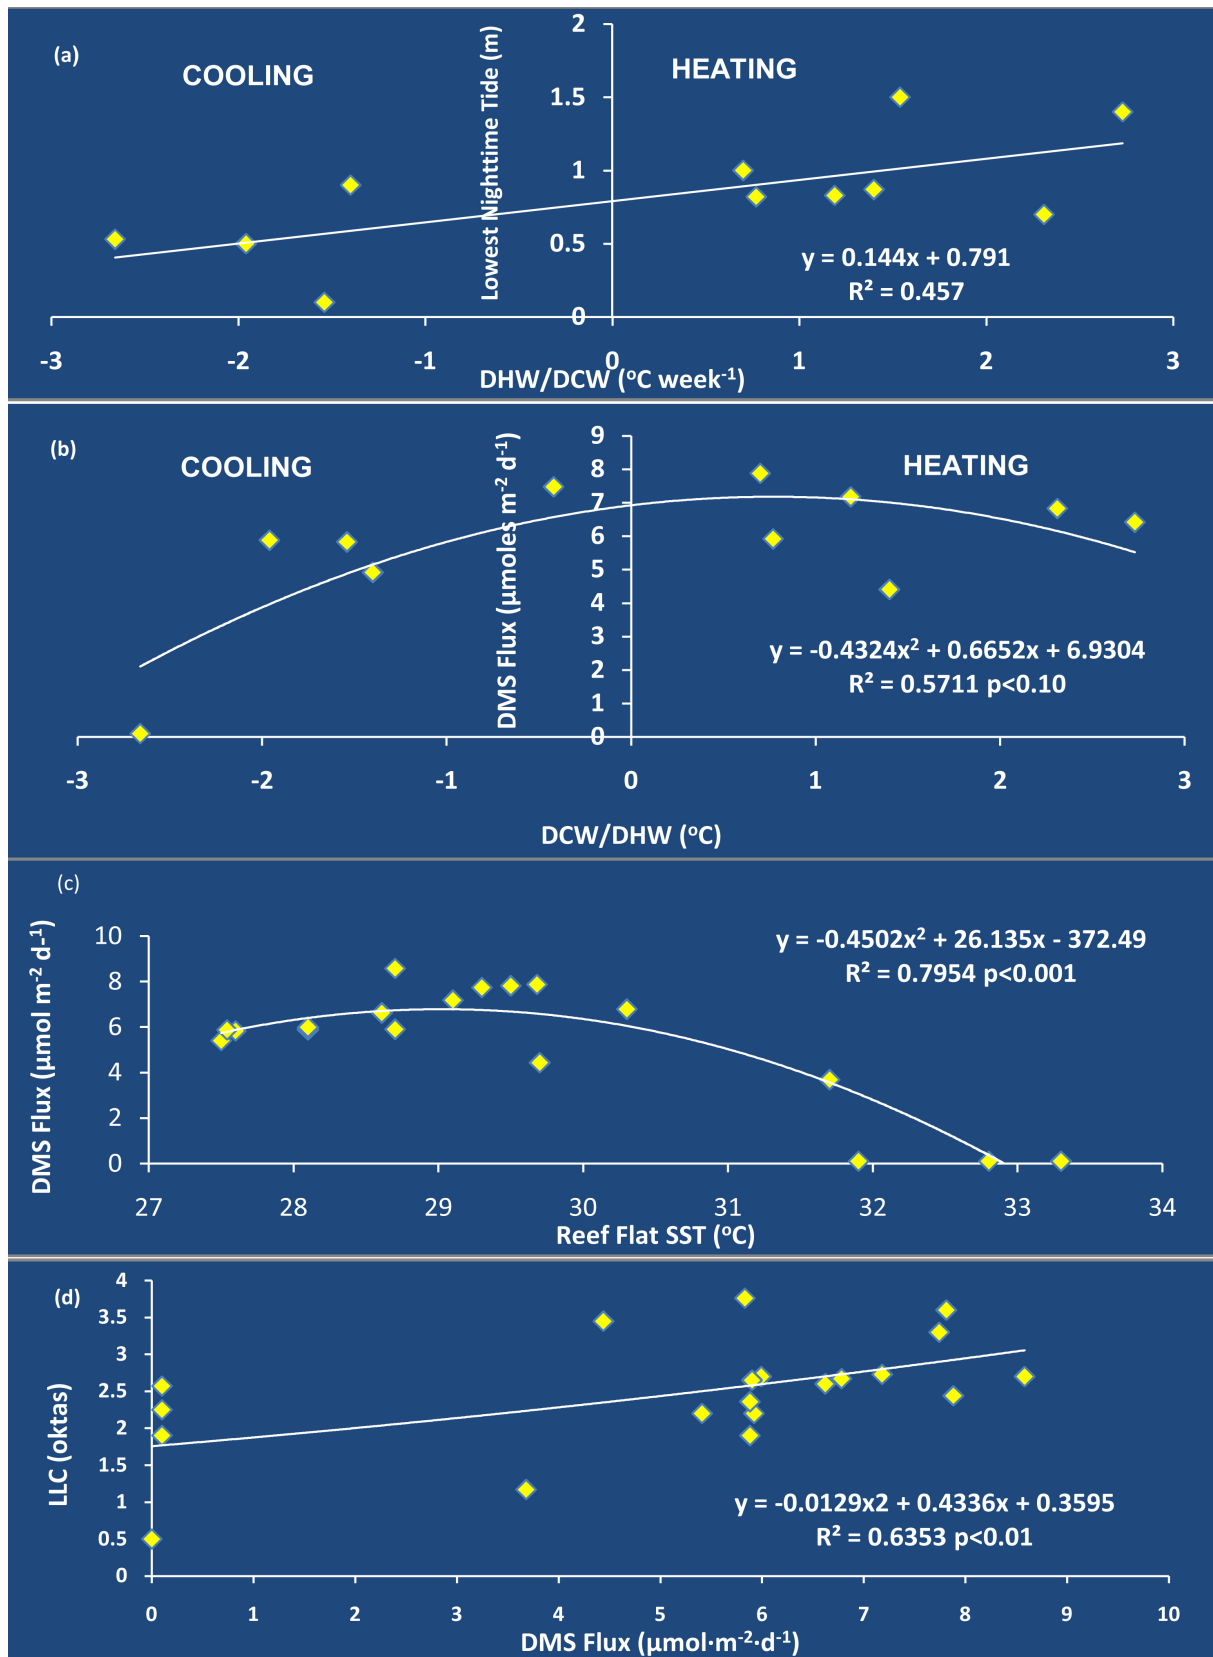 (a)
COOLING
HEATING
Lowest Nighttime Tide (m)
2
1.5
1
0.5
0
y = 0.144x + 0.791
R² = 0.457
-3 -2 -1 0 1 2 3
DHW/DCW (ºC week⁻¹)
(b)
COOLING
HEATING
DMS Flux (µmoles m⁻² d⁻¹)
9
8
7
6
5
4
3
2
1
0
y = -0.4324x² + 0.6652x + 6.9304
R² = 0.5711 p<0.10
-3 -2 -1 0 1 2 3
DCW/DHW (ºC)
(c)
DMS Flux (µmol m⁻² d-¹)
10
8
6
4
2
0
y = -0.4502x² + 26.135x - 372.49
R² = 0.7954 p<0.001
27 28 29 30 31 32 33 34
Reef Flat SST (ºC)
(d)
LLC (oktas)
4
3.5
3
2.5
2
1.5
1
0.5
0
y = -0.0129x2 + 0.4336x + 0.3595
R² = 0.6353 p<0.01
0 1 2 3 4 5 6 7 8 9 10
DMS Flux (µmol·m⁻²·d⁻¹)